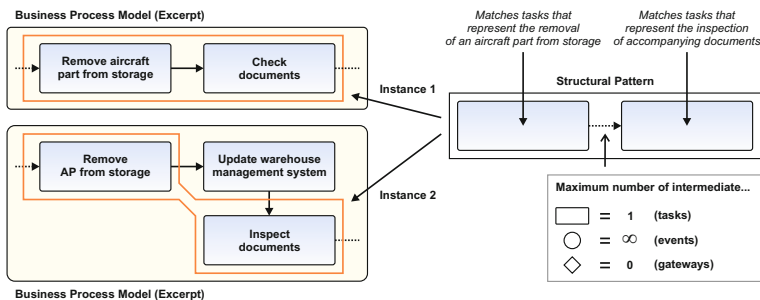 Business Process Model (Excerpt)
Remove aircraft
part from storage
Check
documents
Instance 1
Remove
AP from storage
Update warehouse
management system
Inspect
documents
Instance 2
Business Process Model (Excerpt)
Matches tasks that
represent the removal
of an aircraft part from storage
Matches tasks that
represent the inspection
of accompanying documents
Structural Pattern
Maximum number of intermediate...
= 1 (tasks)
= ∞ (events)
= 0 (gateways)